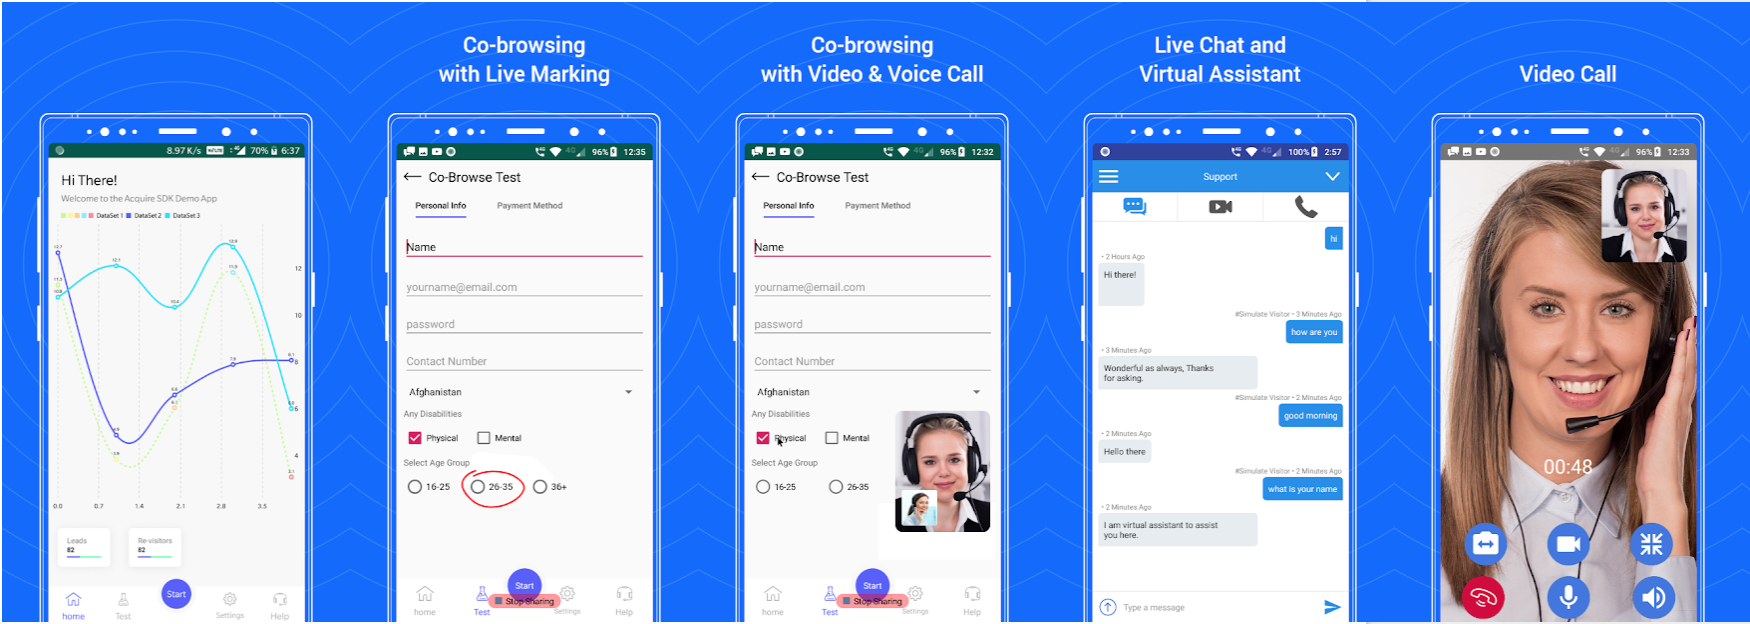 Co-browsing
with Live Marking
Co-browsing
with Video & Voice Call
Live Chat and
Virtual Assistant
Video Call
8.97 K/s 70% 6:37
Hi There!
Welcome to the Acquire SDK Demo App
DataSet 1 DataSet 2 DataSet 3
12
10
8
6
4
0.0 0.7 1.4 2.1 2.8 3.5
Leads
82
Re-visitors
82
Start
home Test Settings Help
4G 96% 12:35
Co-Browse Test
Personal Info Payment Method
Name
yourname@email.com
password
Contact Number
Afghanistan
Any Disabilities
Physical Mental
Select Age Group
16-25 26-35 36+
Start
Stop Sharing
home Test Settings Help
4G 96% 12:32
Co-Browse Test
Personal Info Payment Method
Name
yourname@email.com
password
Contact Number
Afghanistan
Any Disabilities
Physical Mental
Select Age Group
16-25 26-35
Start
Stop Sharing
home Test Settings Help
4G 100% 2:57
Support
hi
• 2 Hours Ago
Hi there!
#Simulate Visitor • 3 Minutes Ago
how are you
• 3 Minutes Ago
Wonderful as always, Thanks
for asking.
#Simulate Visitor • 2 Minutes Ago
good morning
• 2 Minutes Ago
Hello there
#Simulate Visitor • 2 Minutes Ago
what is your name
• 2 Minutes Ago
I am virtual assistant to assist
you here.
Type a message
4G 96% 12:33
00:48